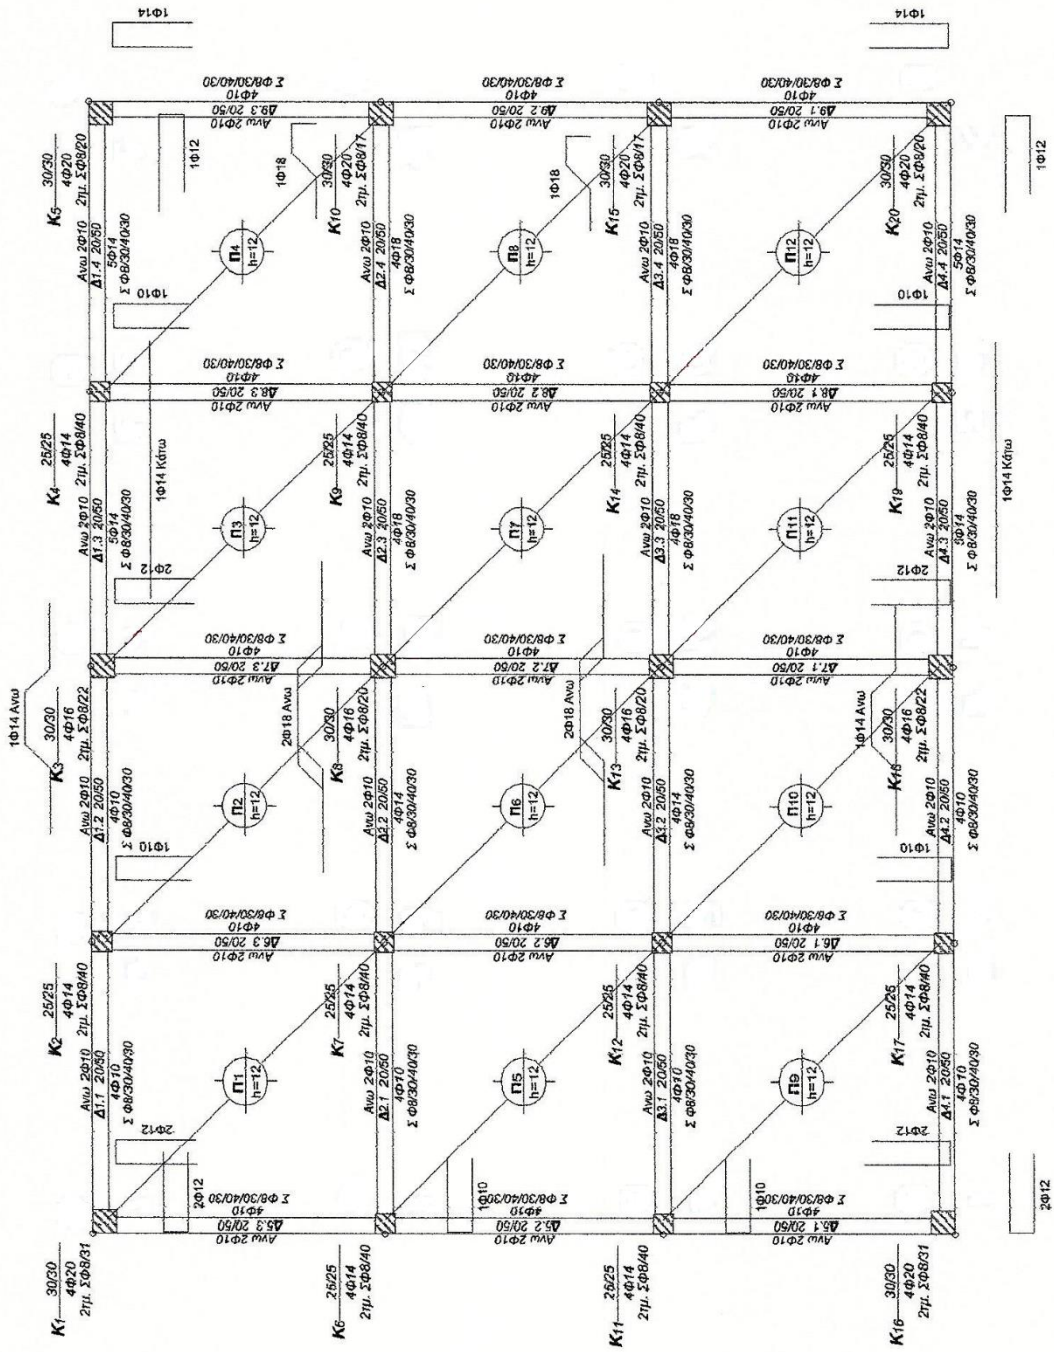 1Φ14 Ανω
1Φ14
K1 30/30
4Φ20
2τμ. ΣΦ8/31
K2 25/25
4Φ14
2τμ. ΣΦ8/40
K3 30/30
4Φ16
2τμ. ΣΦ8/22
K4 25/25
4Φ14
2τμ. ΣΦ8/40
K5 30/30
4Φ20
2τμ. ΣΦ8/20
Ανω 2Φ10
Δ1.1 20/50
4Φ10
Σ Φ8/30/40/30
Ανω 2Φ10
Δ1.2 20/50
4Φ10
Σ Φ8/30/40/30
Ανω 2Φ10
Δ1.3 20/50
5Φ14
Σ Φ8/30/40/30
Ανω 2Φ10
Δ1.4 20/50
5Φ14
Σ Φ8/30/40/30
2Φ12
1Φ10
2Φ12
1Φ14 Κάτω
1Φ10
2Φ12
1Φ12
Ανω 2Φ10
Δ5.3 20/50
4Φ10
Σ Φ8/30/40/30
Π1
h=12
Ανω 2Φ10
Δ6.3 20/50
4Φ10
Σ Φ8/30/40/30
Π2
h=12
Ανω 2Φ10
Δ7.3 20/50
4Φ10
Σ Φ8/30/40/30
Π3
h=12
Ανω 2Φ10
Δ8.3 20/50
4Φ10
Σ Φ8/30/40/30
Π4
h=12
Ανω 2Φ10
Δ9.3 20/50
4Φ10
Σ Φ8/30/40/30
2Φ18 Ανω
1Φ18
K6 25/25
4Φ14
2τμ. ΣΦ8/40
K7 25/25
4Φ14
2τμ. ΣΦ8/40
K8 30/30
4Φ16
2τμ. ΣΦ8/20
K9 25/25
4Φ14
2τμ. ΣΦ8/40
K10 30/30
4Φ20
2τμ. ΣΦ8/17
Ανω 2Φ10
Δ2.1 20/50
4Φ10
Σ Φ8/30/40/30
Ανω 2Φ10
Δ2.2 20/50
4Φ14
Σ Φ8/30/40/30
Ανω 2Φ10
Δ2.3 20/50
4Φ18
Σ Φ8/30/40/30
Ανω 2Φ10
Δ2.4 20/50
4Φ18
Σ Φ8/30/40/30
1Φ10
Ανω 2Φ10
Δ5.2 20/50
4Φ10
Σ Φ8/30/40/30
Π5
h=12
Ανω 2Φ10
Δ6.2 20/50
4Φ10
Σ Φ8/30/40/30
Π6
h=12
Ανω 2Φ10
Δ7.2 20/50
4Φ10
Σ Φ8/30/40/30
Π7
h=12
Ανω 2Φ10
Δ8.2 20/50
4Φ10
Σ Φ8/30/40/30
Π8
h=12
Ανω 2Φ10
Δ9.2 20/50
4Φ10
Σ Φ8/30/40/30
2Φ18 Ανω
1Φ18
K11 25/25
4Φ14
2τμ. ΣΦ8/40
K12 25/25
4Φ14
2τμ. ΣΦ8/40
K13 30/30
4Φ16
2τμ. ΣΦ8/20
K14 25/25
4Φ14
2τμ. ΣΦ8/40
K15 30/30
4Φ20
2τμ. ΣΦ8/17
Ανω 2Φ10
Δ3.1 20/50
4Φ10
Σ Φ8/30/40/30
Ανω 2Φ10
Δ3.2 20/50
4Φ14
Σ Φ8/30/40/30
Ανω 2Φ10
Δ3.3 20/50
4Φ18
Σ Φ8/30/40/30
Ανω 2Φ10
Δ3.4 20/50
4Φ18
Σ Φ8/30/40/30
1Φ10
Ανω 2Φ10
Δ5.1 20/50
4Φ10
Σ Φ8/30/40/30
Π9
h=12
Ανω 2Φ10
Δ6.1 20/50
4Φ10
Σ Φ8/30/40/30
Π10
h=12
Ανω 2Φ10
Δ7.1 20/50
4Φ10
Σ Φ8/30/40/30
Π11
h=12
Ανω 2Φ10
Δ8.1 20/50
4Φ10
Σ Φ8/30/40/30
Π12
h=12
Ανω 2Φ10
Δ9.1 20/50
4Φ10
Σ Φ8/30/40/30
1Φ14 Ανω
2Φ12
1Φ10
2Φ12
1Φ10
1Φ14
K16 30/30
4Φ20
2τμ. ΣΦ8/31
K17 25/25
4Φ14
2τμ. ΣΦ8/40
K18 30/30
4Φ16
2τμ. ΣΦ8/22
K19 25/25
4Φ14
2τμ. ΣΦ8/40
K20 30/30
4Φ20
2τμ. ΣΦ8/20
Ανω 2Φ10
Δ4.1 20/50
4Φ10
Σ Φ8/30/40/30
Ανω 2Φ10
Δ4.2 20/50
4Φ10
Σ Φ8/30/40/30
Ανω 2Φ10
Δ4.3 20/50
5Φ14
Σ Φ8/30/40/30
Ανω 2Φ10
Δ4.4 20/50
5Φ14
Σ Φ8/30/40/30
2Φ12
1Φ14 Κάτω
1Φ12